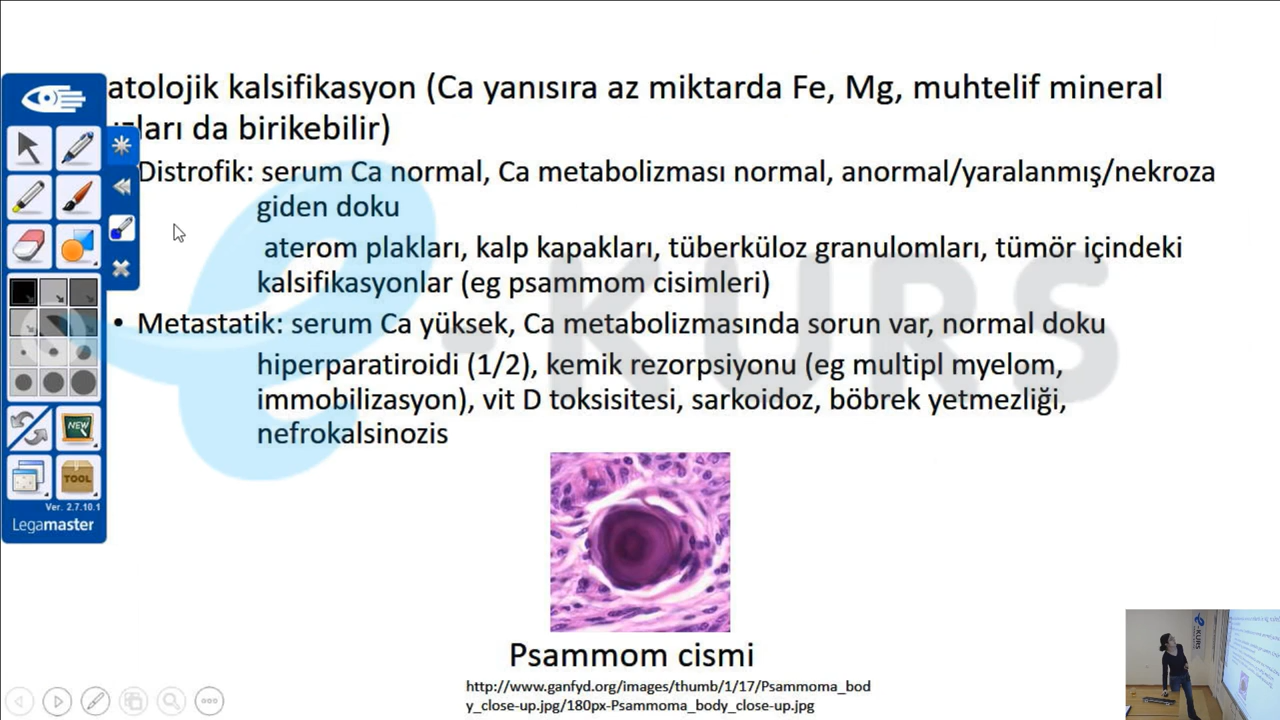 atolojik kalsifikasyon (Ca yanısıra az miktarda Fe, Mg, muhtelif mineral
ızları da birikebilir)
Distrofik: serum Ca normal, Ca metabolizması normal, anormal/yaralanmış/nekroza
giden doku
aterom plakları, kalp kapakları, tüberküloz granulomları, tümör içindeki
kalsifikasyonlar (eg psammom cisimleri)
• Metastatik: serum Ca yüksek, Ca metabolizmasında sorun var, normal doku
hiperparatiroidi (1/2), kemik rezorpsiyonu (eg multipl myelom,
immobilizasyon), vit D toksisitesi, sarkoidoz, böbrek yetmezliği,
nefrokalsinozis
Psammom cismi
http://www.ganfyd.org/images/thumb/1/17/Psammoma_bod
y_close-up.jpg/180px-Psammoma_body_close-up.jpg
NEW
TOOL
Ver. 2.7.10.1
Legamaster
e-KURS
e-KURS